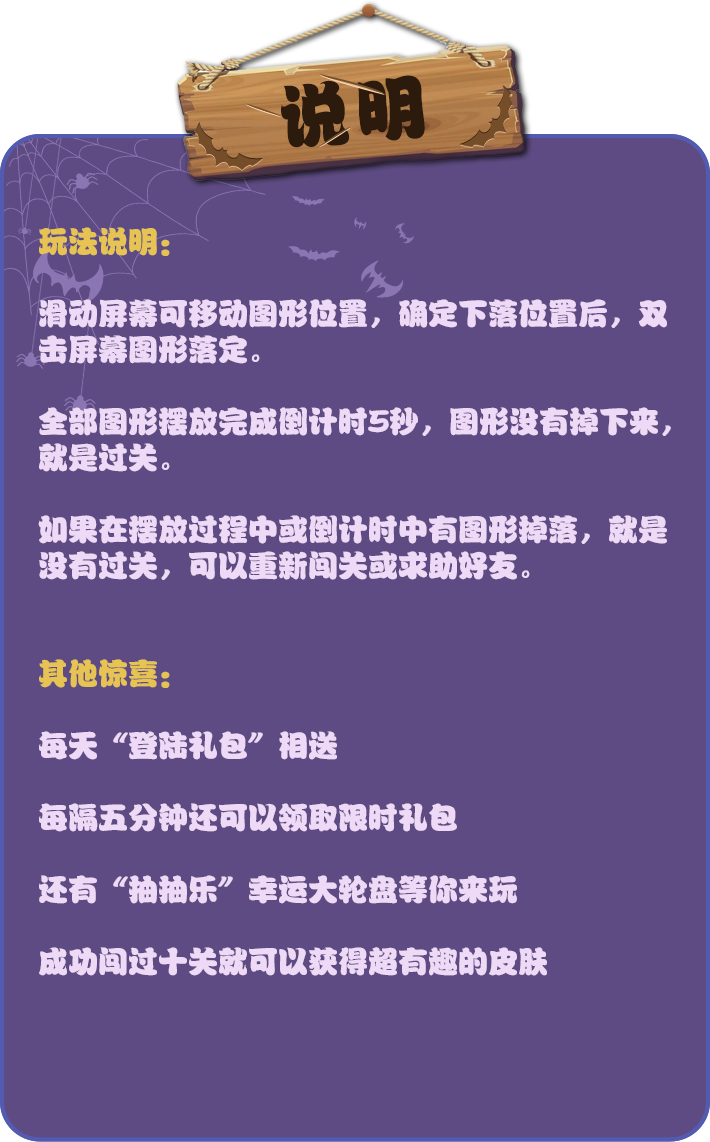 说明
玩法说明：
滑动屏幕可移动图形位置，确定下落位置后，双
击屏幕图形落定。
全部图形摆放完成倒计时5秒，图形没有掉下来，
就是过关。
如果在摆放过程中或倒计时中有图形掉落，就是
没有过关，可以重新闯关或求助好友。
其他惊喜：
每天“登陆礼包”相送
每隔五分钟还可以领取限时礼包
还有“抽抽乐”幸运大轮盘等你来玩
成功闯过十关就可以获得超有趣的皮肤